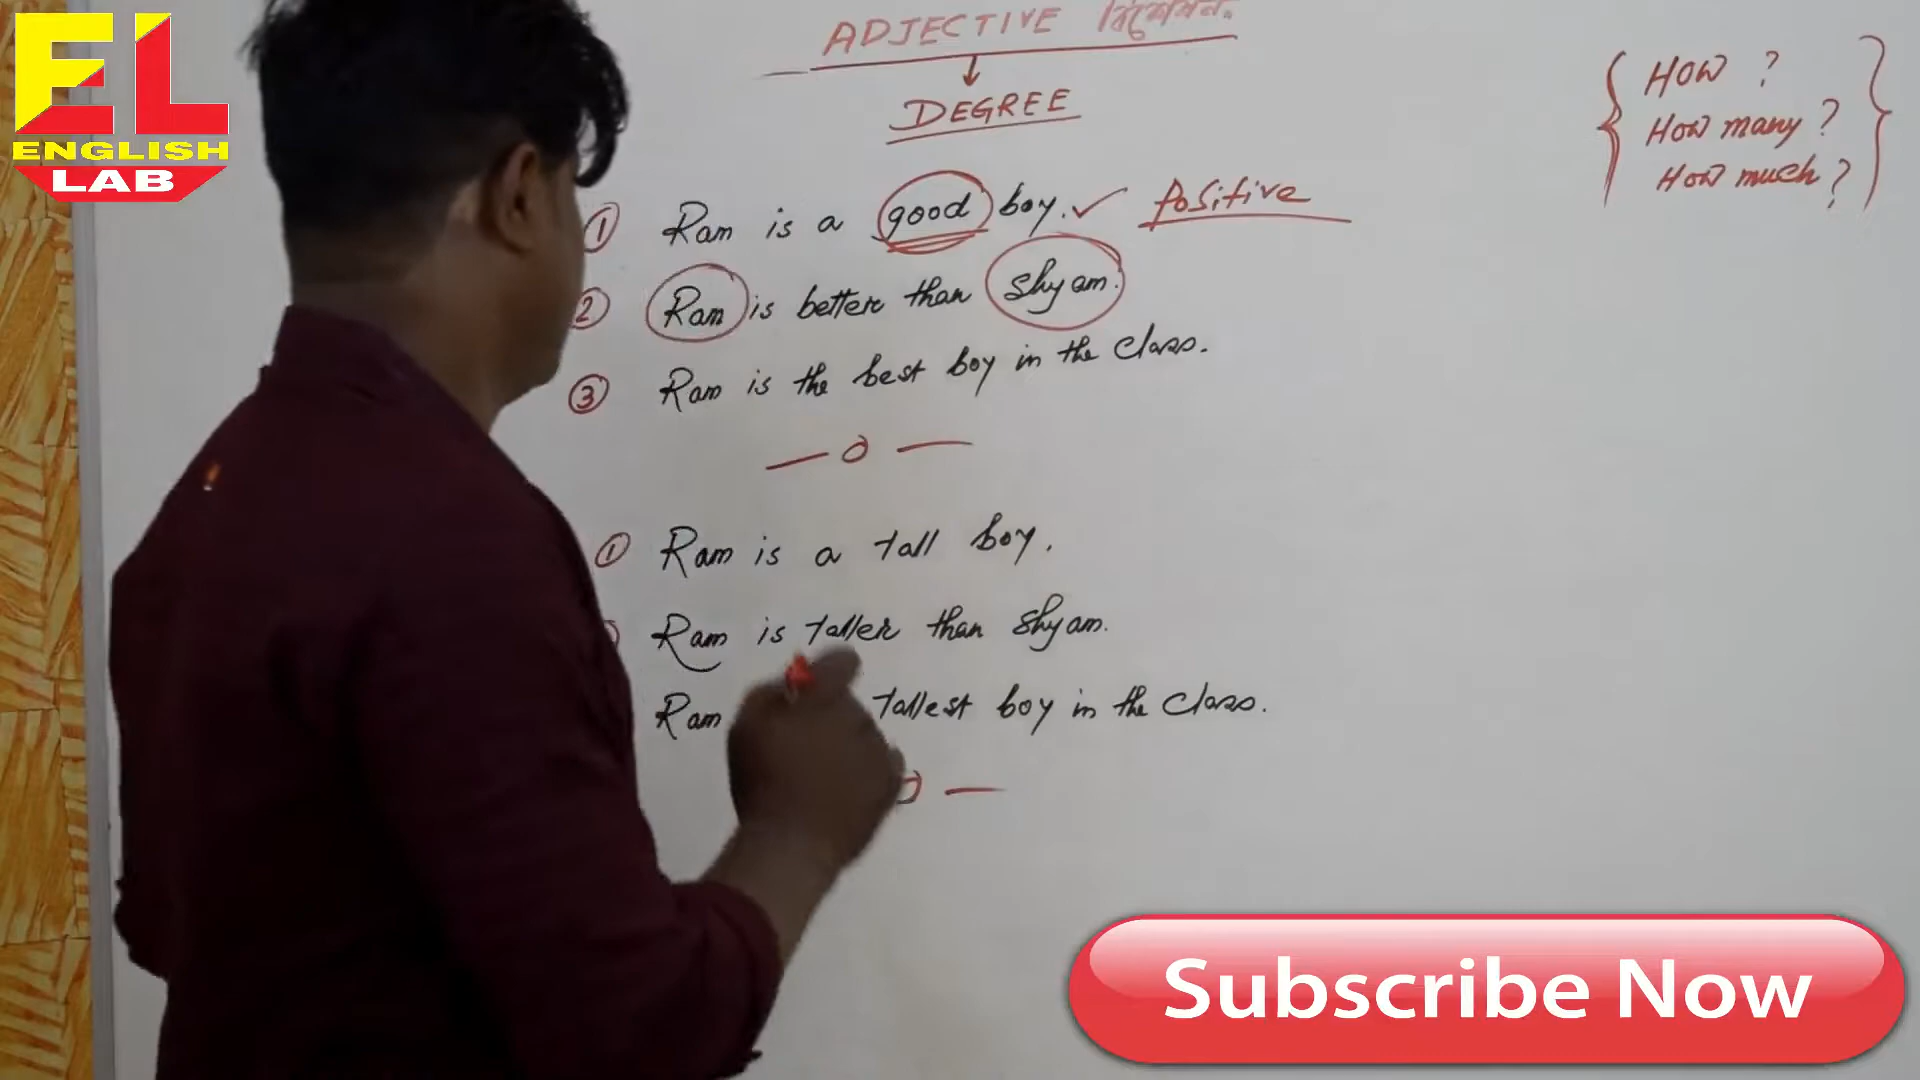 EL
ENGLISH
LAB
ADJECTIVE বিশেষণ.
DEGREE
How ?
How many ?
How much ?
① Ram is a good boy. ✓ Positive
② Ram is better than Shyam.
③ Ram is the best boy in the class.
① Ram is a tall boy.
Ram is taller than Shyam.
Ram tallest boy in the class.
Subscribe Now